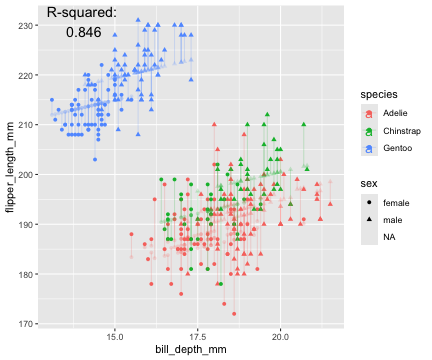 R-squared:
0.846
230
220
210
200
190
180
170
flipper_length_mm
15.0
17.5
20.0
bill_depth_mm
species
a Adelie
a Chinstrap
a Gentoo
sex
female
male
NA